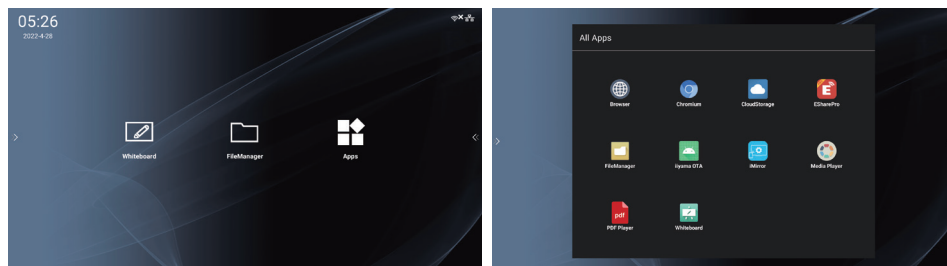 05:26
2022-4-28
Whiteboard
FileManager
Apps
All Apps
Browser
Chromium
CloudStorage
ESharePro
FileManager
iiyama OTA
iMirror
Media Player
pdf
PDF Player
Whiteboard